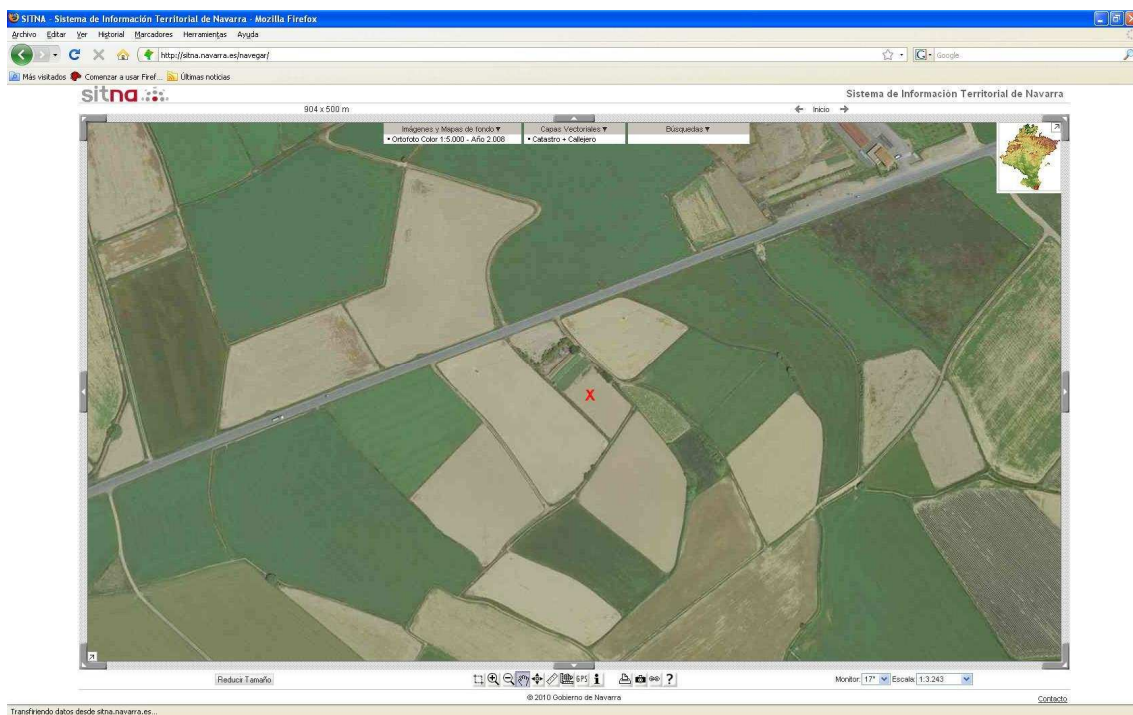 SITNA - Sistema de Información Territorial de Navarra - Mozilla Firefox
Archivo Editar Ver Historial Marcadores Herramientas Ayuda
http://sitna.navarra.es/navegar/
Google
Más visitados Comenzar a usar Firef... Últimas noticias
sitna
Sistema de Información Territorial de Navarra
904 x 500 m
Inicio
Imágenes y Mapas de fondo ▼ Capas Vectoriales ▼ Búsquedas ▼
• Ortofoto Color 1:5.000 - Año 2.008 • Catastro + Callejero
X
Reducir Tamaño
GPS
Monitor: 17" Escala: 1:3.243
© 2010 Gobierno de Navarra
Contacto
Transfiriendo datos desde sitna.navarra.es...